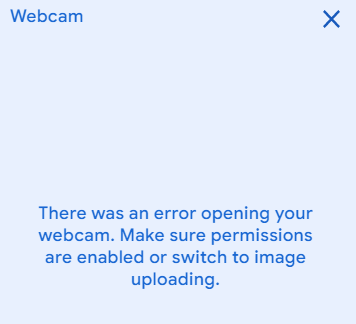 Webcam
There was an error opening your
webcam. Make sure permissions
are enabled or switch to image
uploading.